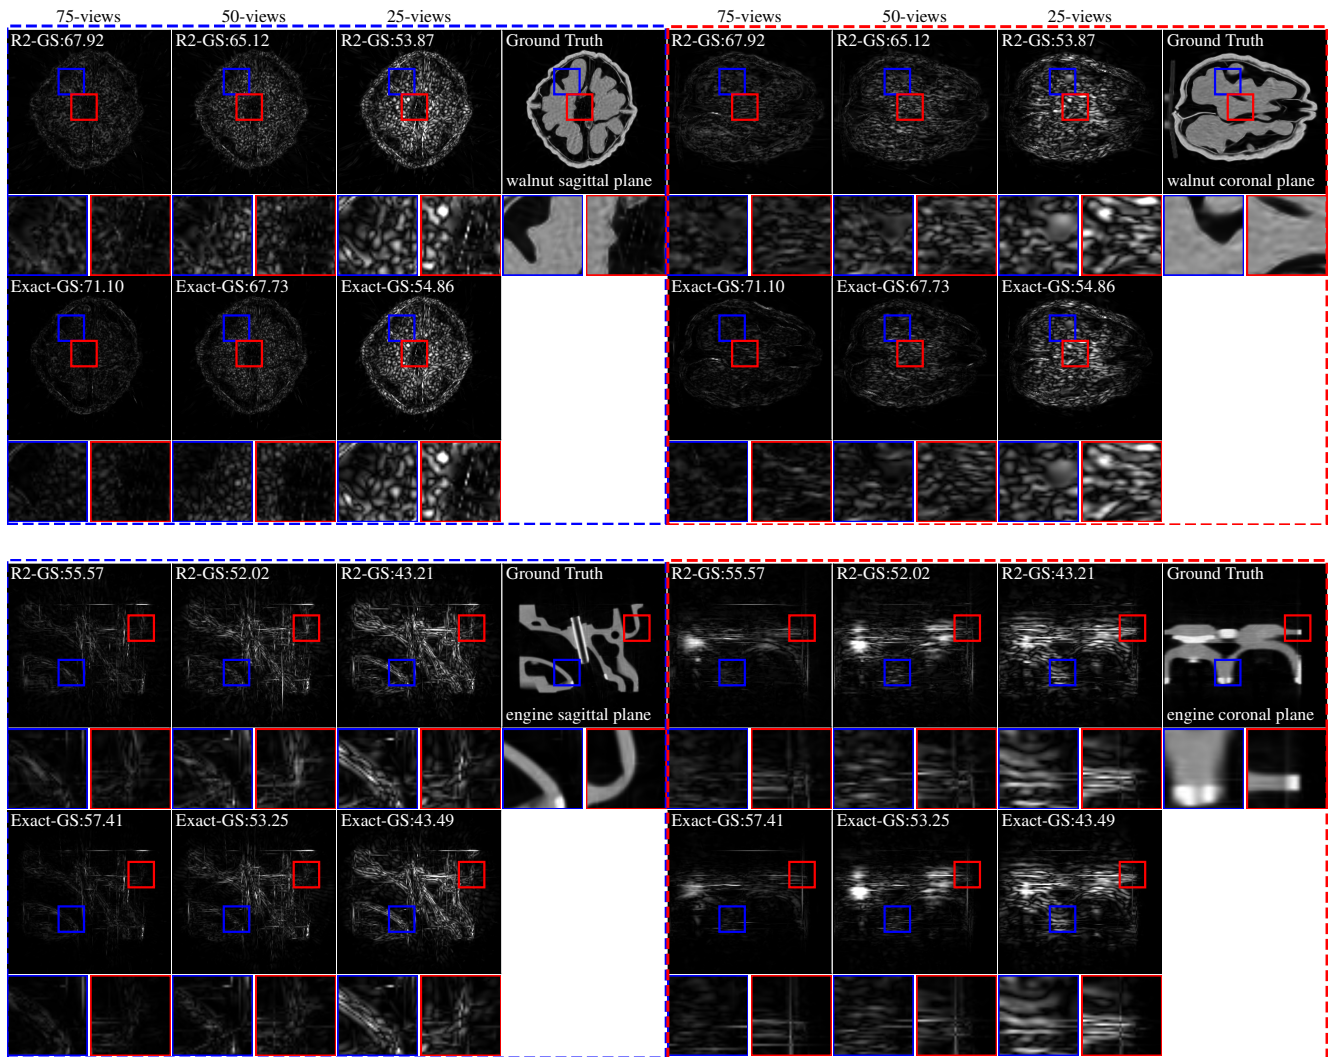 75-views 50-views 25-views 75-views 50-views 25-views
R2-GS:67.92 R2-GS:65.12 R2-GS:53.87 Ground Truth R2-GS:67.92 R2-GS:65.12 R2-GS:53.87 Ground Truth
walnut sagittal plane walnut coronal plane
Exact-GS:71.10 Exact-GS:67.73 Exact-GS:54.86 Exact-GS:71.10 Exact-GS:67.73 Exact-GS:54.86
R2-GS:55.57 R2-GS:52.02 R2-GS:43.21 Ground Truth R2-GS:55.57 R2-GS:52.02 R2-GS:43.21 Ground Truth
engine sagittal plane engine coronal plane
Exact-GS:57.41 Exact-GS:53.25 Exact-GS:43.49 Exact-GS:57.41 Exact-GS:53.25 Exact-GS:43.49